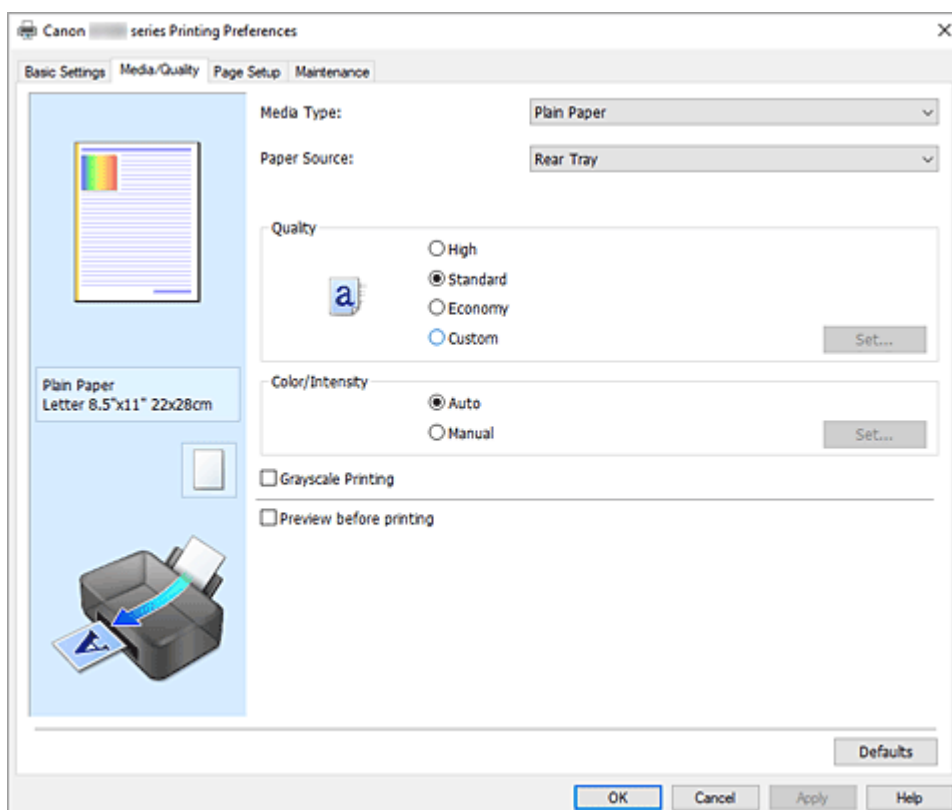 Canon series Printing Preferences
Basic Settings Media/Quality Page Setup Maintenance
Media Type: Plain Paper
Paper Source: Rear Tray
Quality
High
a Standard
Economy
Custom Set...
Plain Paper
Letter 8.5"x11" 22x28cm
Color/Intensity
Auto
Manual Set...
Grayscale Printing
Preview before printing
A
Defaults
OK Cancel Apply Help